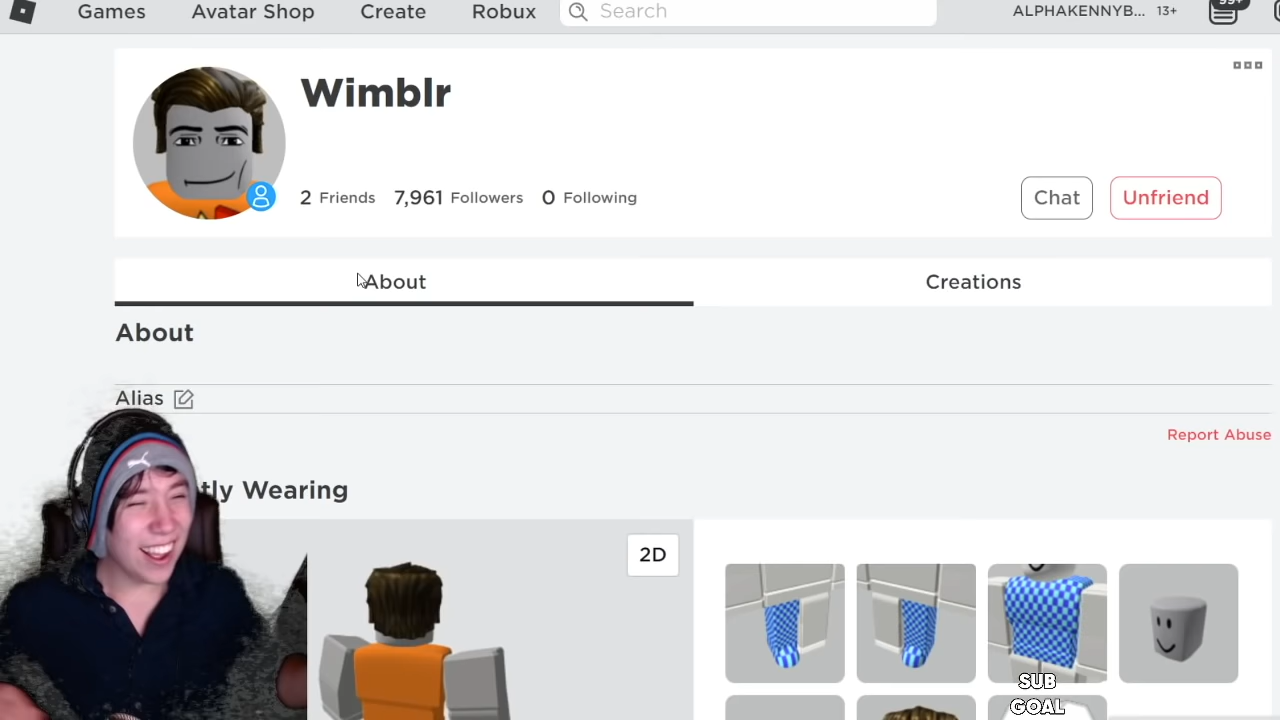 Games Avatar Shop Create Robux Search ALPHAKENNYB... 13+ 99+
Wimblr
2 Friends 7,961 Followers 0 Following
Chat Unfriend
About Creations
About
Alias
Report Abuse
tly Wearing
2D
SUB
GOAL